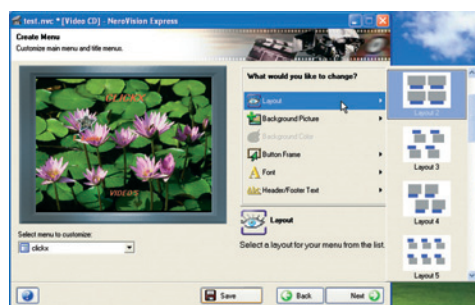 test.nvc *[Video CD] - NeroVision Express
Create Menu
Customize main menu and title menus.
CLICKX
VIDEOS
Select menu to customize:
clickx
What would you like to change?
Layout
Background Picture
Background Color
Button Frame
Font
Header/Footer Text
Layout
Select a layout for your menu from the list.
Save
Back
Next
Layout 2
Layout 3
Layout 4
Layout 5